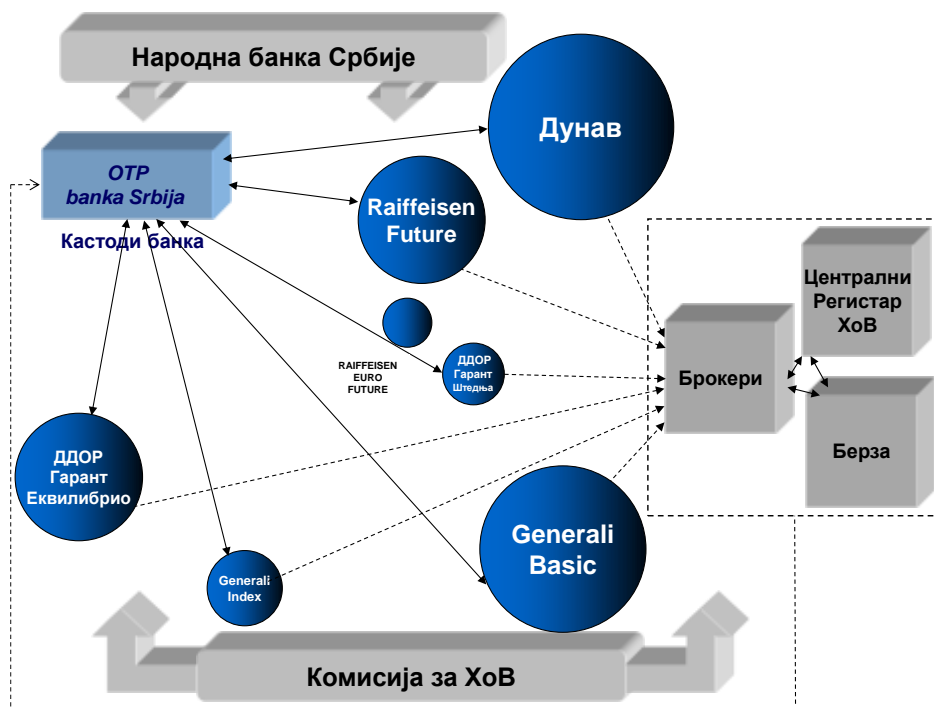 Народна банка Србије
Дунав
OTP
banka Srbija
Кастоди банка
Raiffeisen
Future
Централни
Регистар
ХоВ
Брокери
Берза
RAIFFEISEN
EURO
FUTURE
ДДОР
Гарант
Штедња
ДДОР
Гарант
Еквилибрио
Generali
Index
Generali
Basic
Комисија за ХоВ